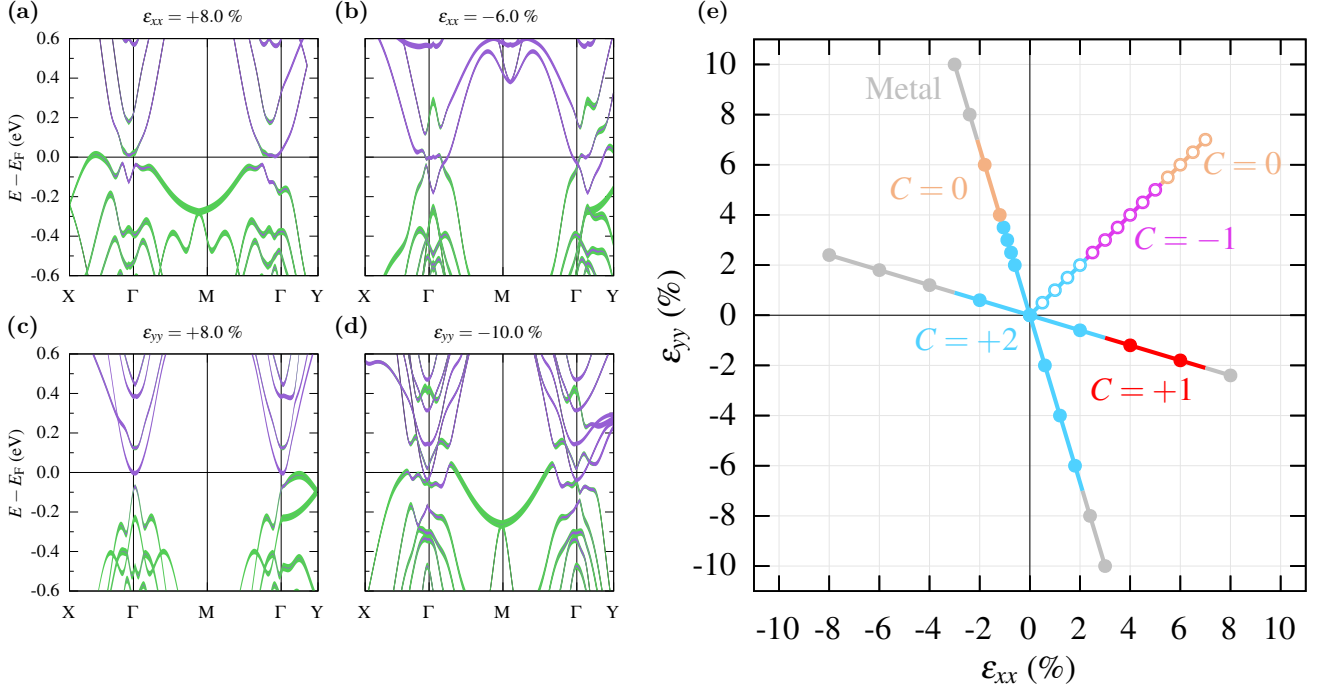 (a) εxx = +8.0 %
0.6
0.4
0.2
0.0
-0.2
-0.4
-0.6
E − EF (eV)
X Γ M Γ Y
(b) εxx = −6.0 %
X Γ M Γ Y
(c) εyy = +8.0 %
0.6
0.4
0.2
0.0
-0.2
-0.4
-0.6
E − EF (eV)
X Γ M Γ Y
(d) εyy = −10.0 %
X Γ M Γ Y
(e)
10
8
6
4
2
0
-2
-4
-6
-8
-10
εyy (%)
Metal
C = 0
C = 0
C = −1
C = +2
C = +1
-10 -8 -6 -4 -2 0 2 4 6 8 10
εxx (%)